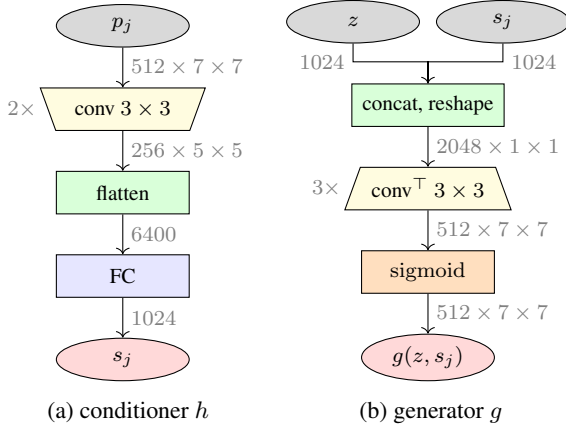 p_j
512 × 7 × 7
2× conv 3 × 3
256 × 5 × 5
flatten
6400
FC
1024
s_j
(a) conditioner h
z s_j
1024 1024
concat, reshape
2048 × 1 × 1
3× conv⊤ 3 × 3
512 × 7 × 7
sigmoid
512 × 7 × 7
g(z, s_j)
(b) generator g